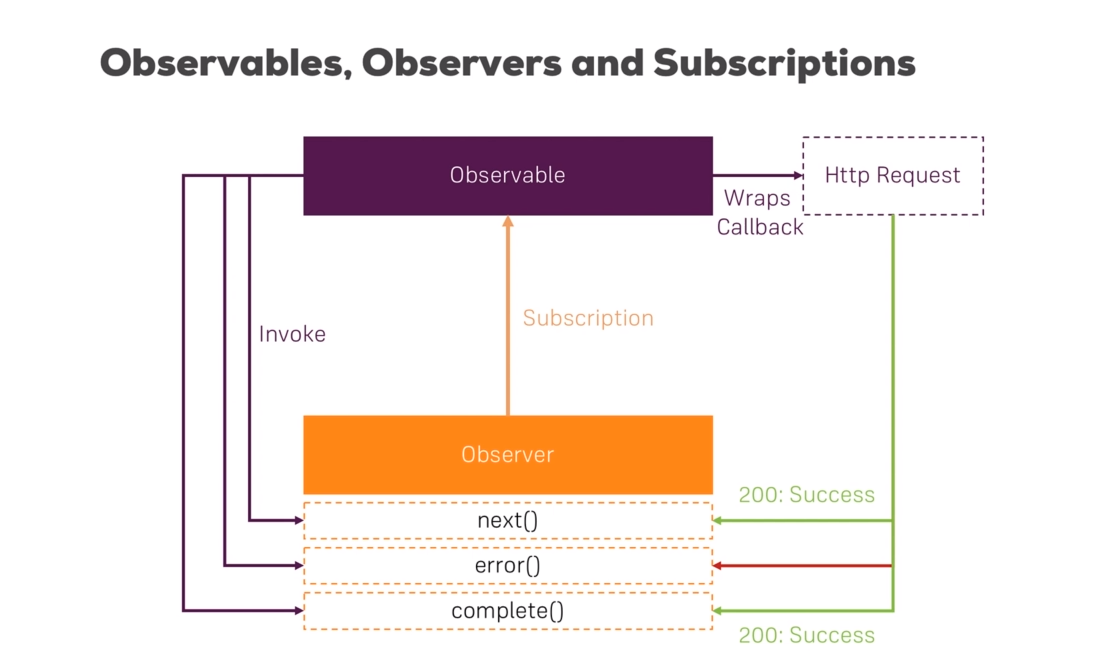 Observables, Observers and Subscriptions
Observable
Http Request
Wraps
Callback
Subscription
Invoke
Observer
200: Success
next()
error()
complete()
200: Success